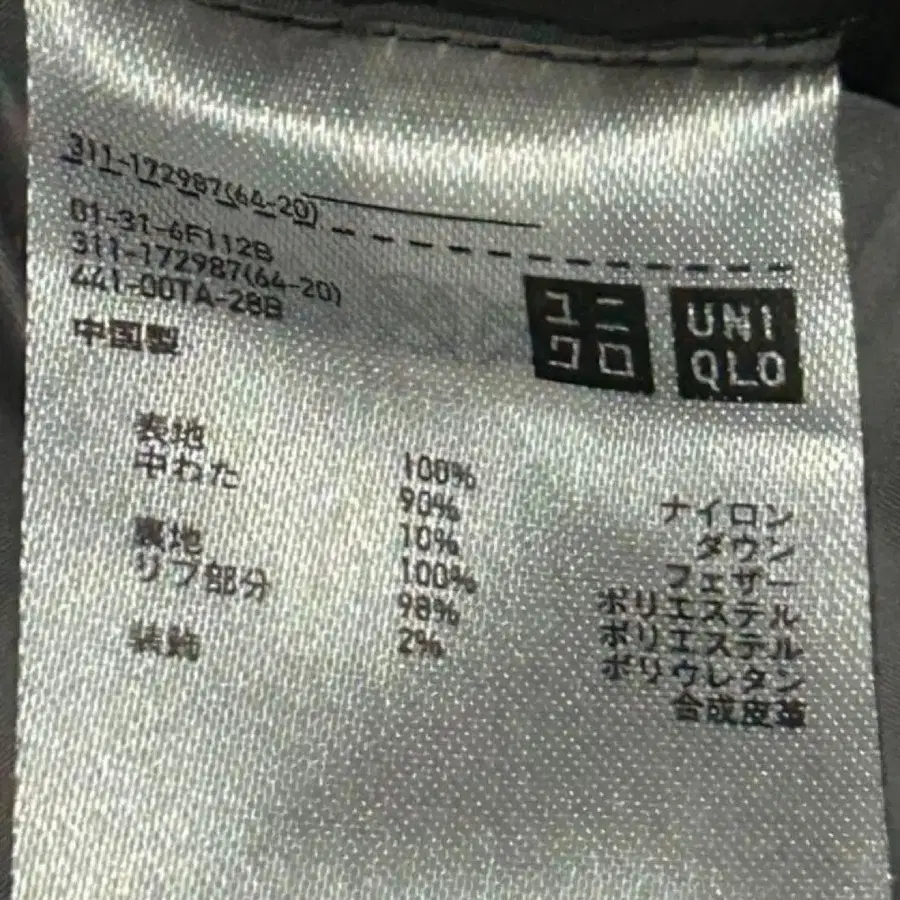 311-172987(64-20)
01-31-6F112B
311-172987(64-20)
441-00TA-28B
中国製
ユニ
クロ
UNI
QLO
表地 100% ナイロン
中わた 90% ダウン
10% フェザー
裏地 100% ポリエステル
リブ部分 98% ポリエステル
2% ポリウレタン
装飾 合成皮革